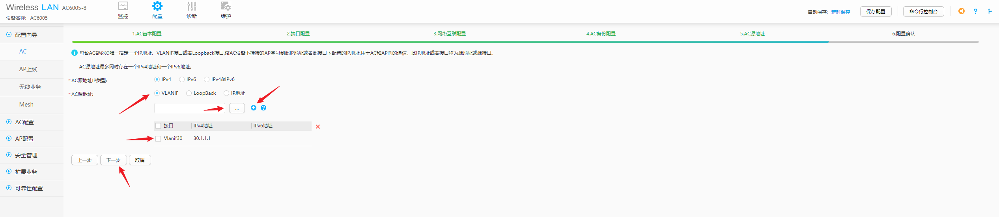 Wireless LAN AC6005-8
设备名称: AC6005
监控
配置
诊断
维护
自动保存: 定时保存
保存配置
命令行控制台
配置向导
AC
AP上线
无线业务
Mesh
AC配置
AP配置
安全管理
扩展业务
可靠性配置
1.AC基本配置
2.端口配置
3.网络互联配置
4.AC备份配置
5.AC源地址
6.配置确认
每台AC都必须唯一指定一个IP地址、VLANIF接口或者Loopback接口,该AC设备下挂接的AP学习到此IP地址或者此接口下配置的IP地址,用于AC和AP间的通信。此IP地址或者接口称为源地址或源接口。
AC源地址最多同时存在一个IPv4地址和一个IPv6地址。
*AC源地址IP类型: IPv4 IPv6 IPv4&IPv6
*AC源地址: VLANIF LoopBack IP地址
...
接口 IPv4地址 IPv6地址
Vlanif30 30.1.1.1
上一步 下一步 取消